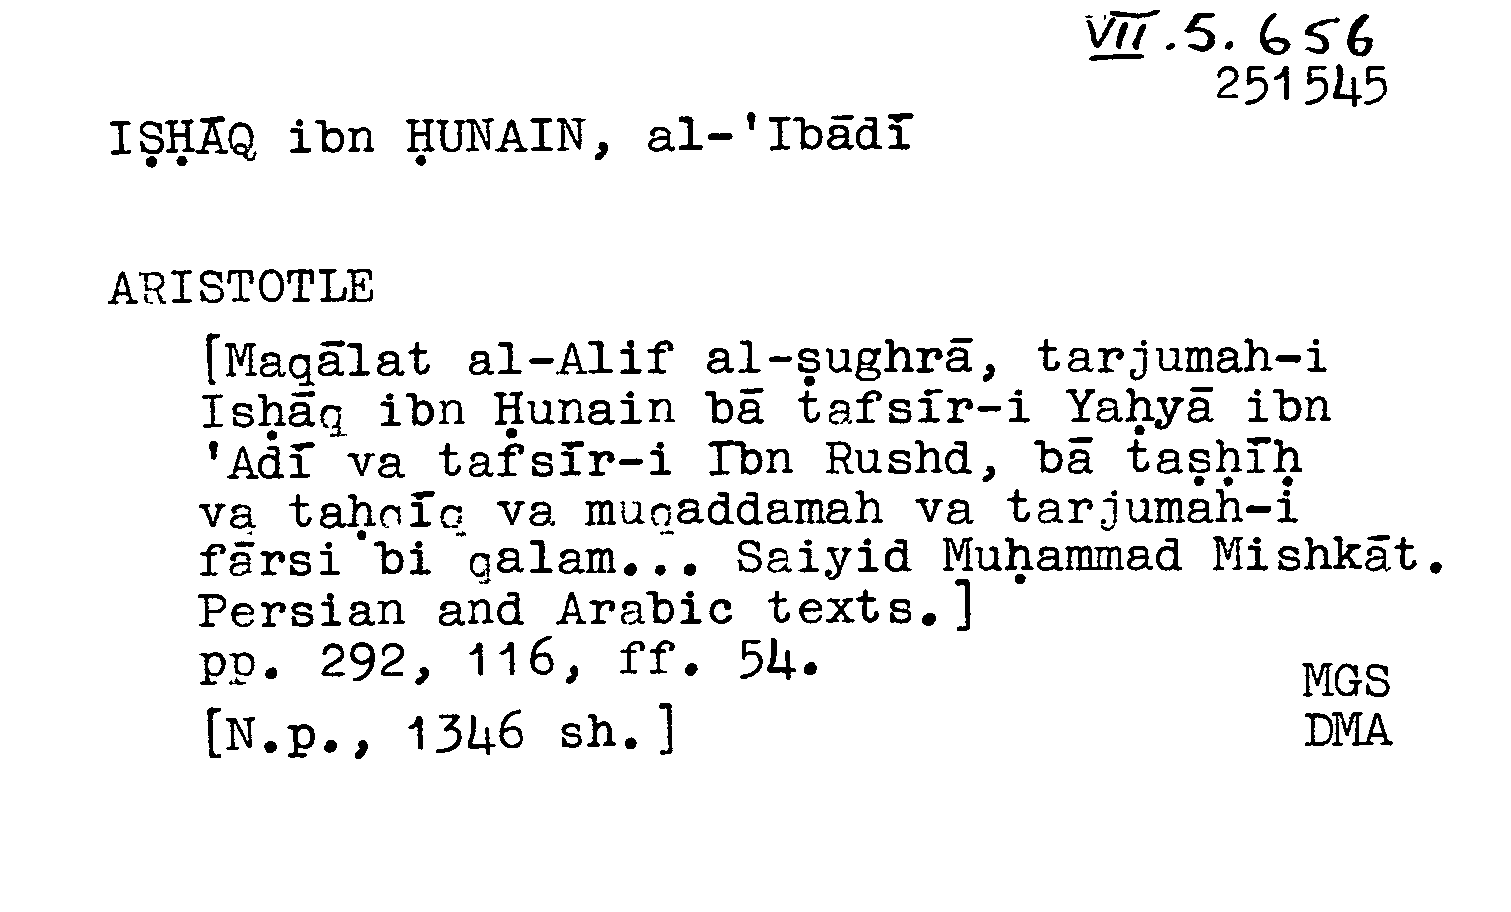 VII.5.656
251545
IṢḤĀQ ibn ḤUNAIN, al-'Ibādī
ARISTOTLE
[Maqālat al-Alif al-ṣughrā, tarjumah-i
Isḥāq ibn Ḥunain bā tafsīr-i Yaḥyā ibn
'Adī va tafsīr-i Ibn Rushd, bā taṣḥīḥ
va taḥqīq va muqaddamah va tarjumah-i
fārsi bi qalam... Saiyid Muḥammad Mishkāt.
Persian and Arabic texts.]
pp. 292, 116, ff. 54.
MGS
[N.p., 1346 sh.]
DMA